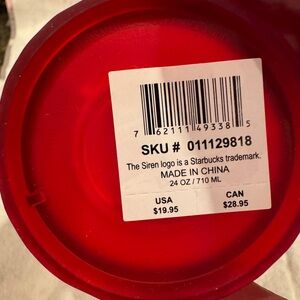 7 62111 49338 5
SKU # 011129818
The Siren logo is a Starbucks trademark.
MADE IN CHINA
24 OZ / 710 ML
USA CAN
$19.95 $28.95